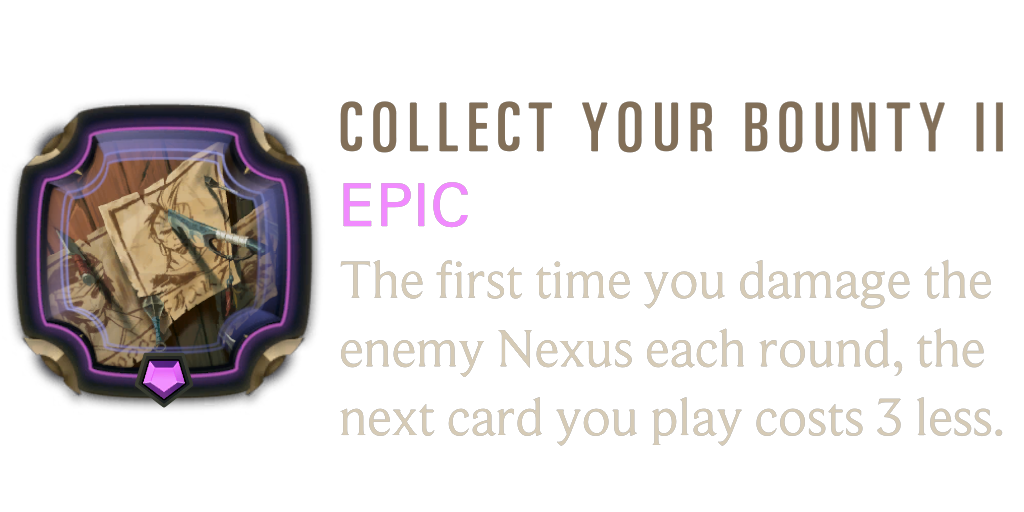 COLLECT YOUR BOUNTY II
EPIC
The first time you damage the
enemy Nexus each round, the
next card you play costs 3 less.